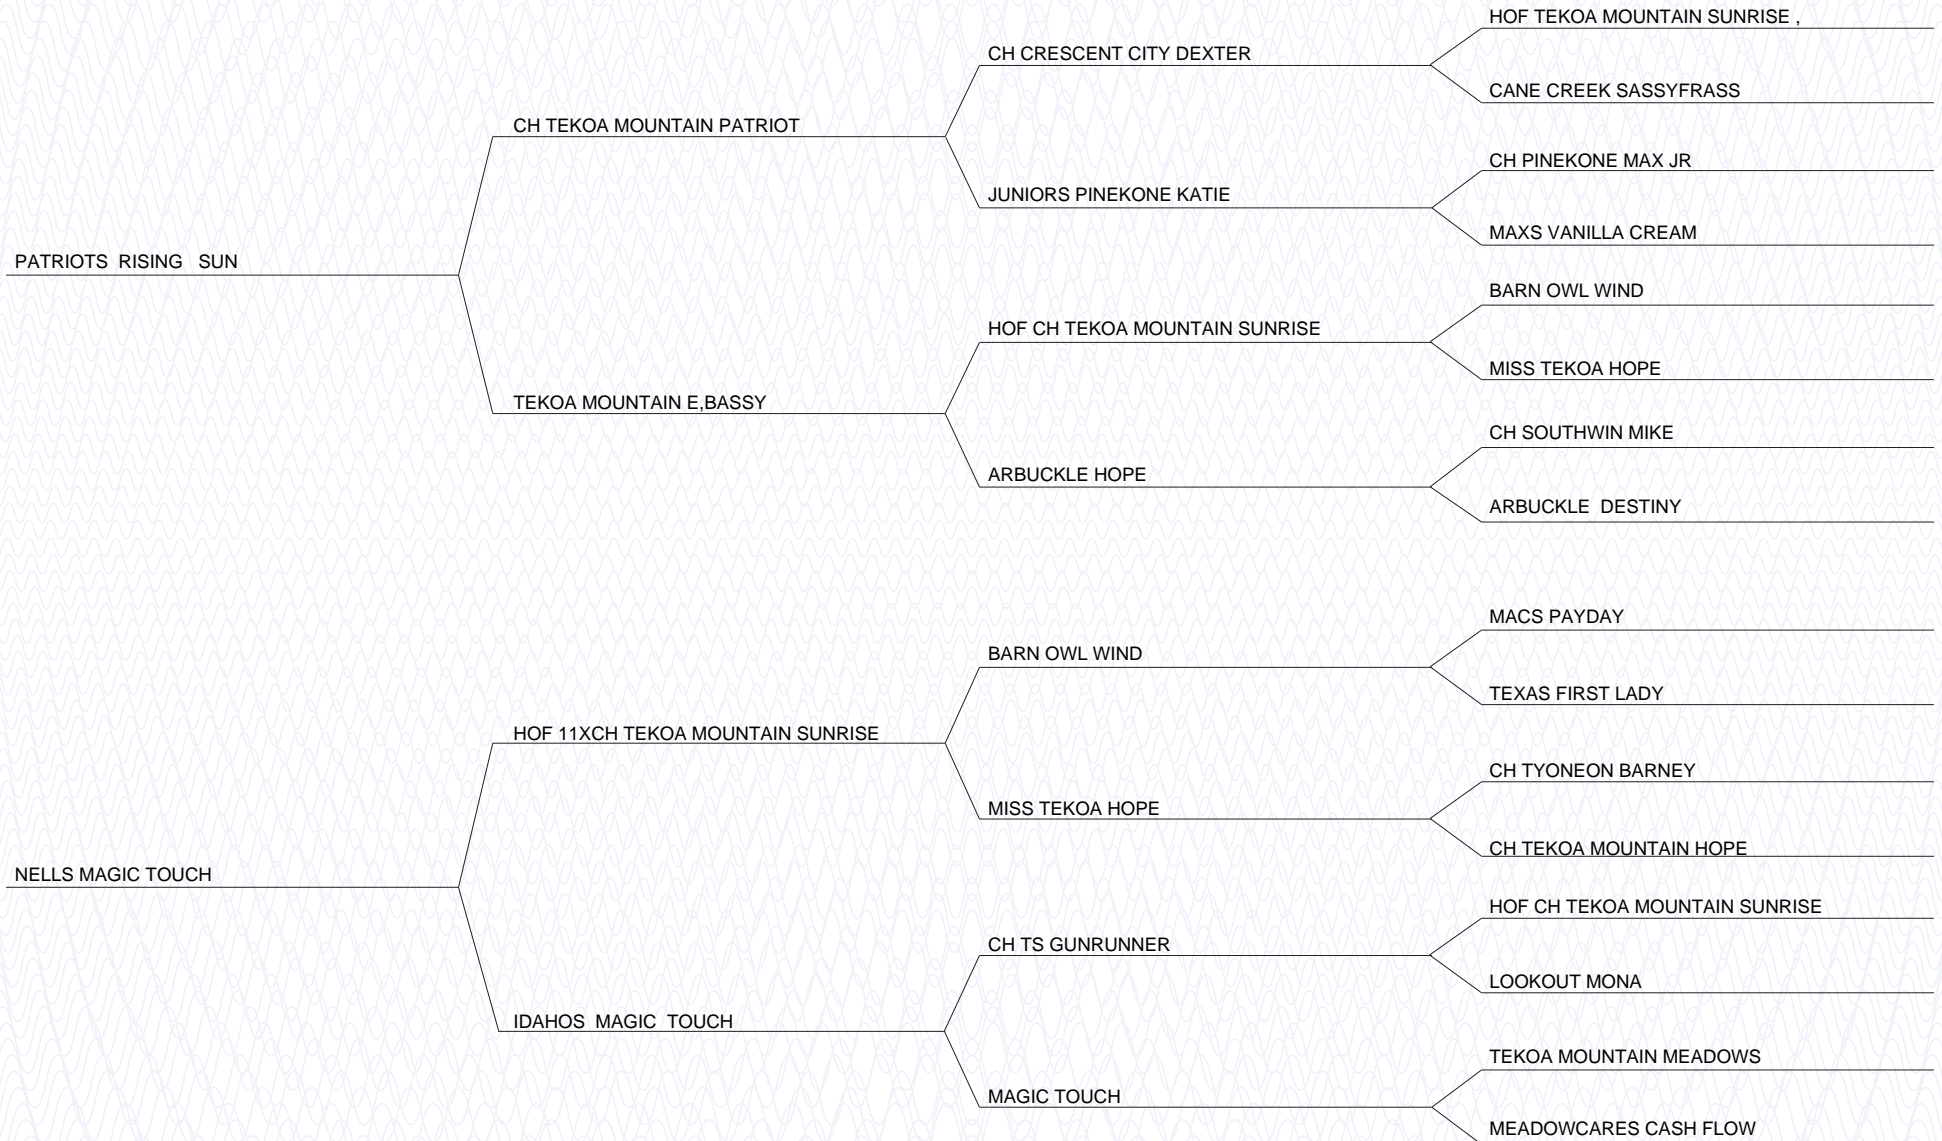 HOF TEKOA MOUNTAIN SUNRISE ,
CH CRESCENT CITY DEXTER
CANE CREEK SASSYFRASS
CH TEKOA MOUNTAIN PATRIOT
CH PINEKONE MAX JR
JUNIORS PINEKONE KATIE
MAXS VANILLA CREAM
PATRIOTS RISING SUN
BARN OWL WIND
HOF CH TEKOA MOUNTAIN SUNRISE
MISS TEKOA HOPE
TEKOA MOUNTAIN E,BASSY
CH SOUTHWIN MIKE
ARBUCKLE HOPE
ARBUCKLE DESTINY
MACS PAYDAY
BARN OWL WIND
TEXAS FIRST LADY
HOF 11XCH TEKOA MOUNTAIN SUNRISE
CH TYONEON BARNEY
MISS TEKOA HOPE
CH TEKOA MOUNTAIN HOPE
NELLS MAGIC TOUCH
HOF CH TEKOA MOUNTAIN SUNRISE
CH TS GUNRUNNER
LOOKOUT MONA
IDAHOS MAGIC TOUCH
TEKOA MOUNTAIN MEADOWS
MAGIC TOUCH
MEADOWCARES CASH FLOW